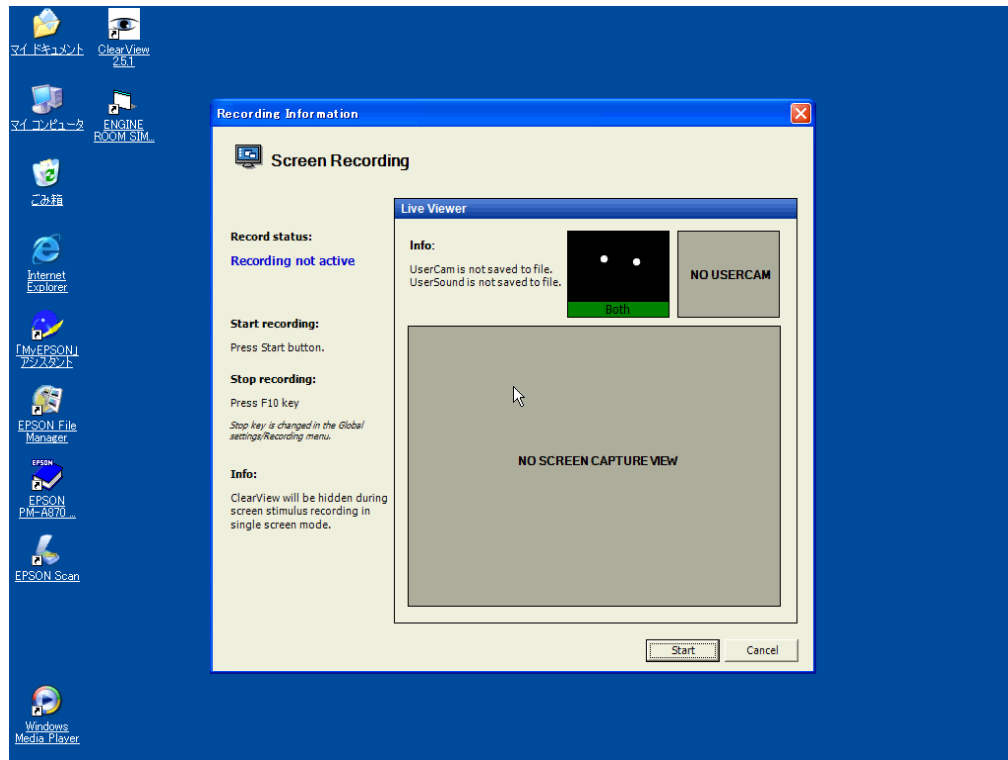 マイ ドキュメント
ClearView
2.5.1
マイ コンピュータ
ENGINE
ROOM SIM...
ごみ箱
Internet
Explorer
「MyEPSON」
アシスタント
EPSON File
Manager
EPSON
EPSON
PM-A870 ...
EPSON Scan
Windows
Media Player
Recording Information
Screen Recording
Record status:
Recording not active
Start recording:
Press Start button.
Stop recording:
Press F10 key
Stop key is changed in the Global
settings/Recording menu.
Info:
ClearView will be hidden during
screen stimulus recording in
single screen mode.
Live Viewer
Info:
UserCam is not saved to file.
UserSound is not saved to file.
Both
NO USERCAM
NO SCREEN CAPTURE VIEW
Start
Cancel